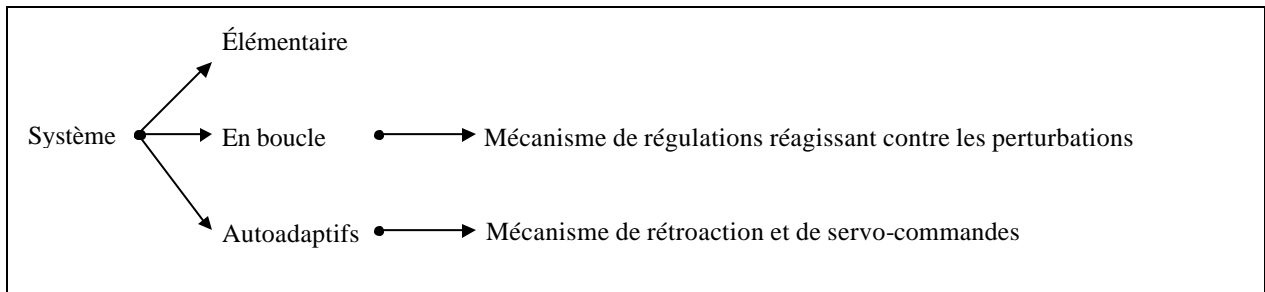 Élémentaire
Système
En boucle
Mécanisme de régulations réagissant contre les perturbations
Autoadaptifs
Mécanisme de rétroaction et de servo-commandes